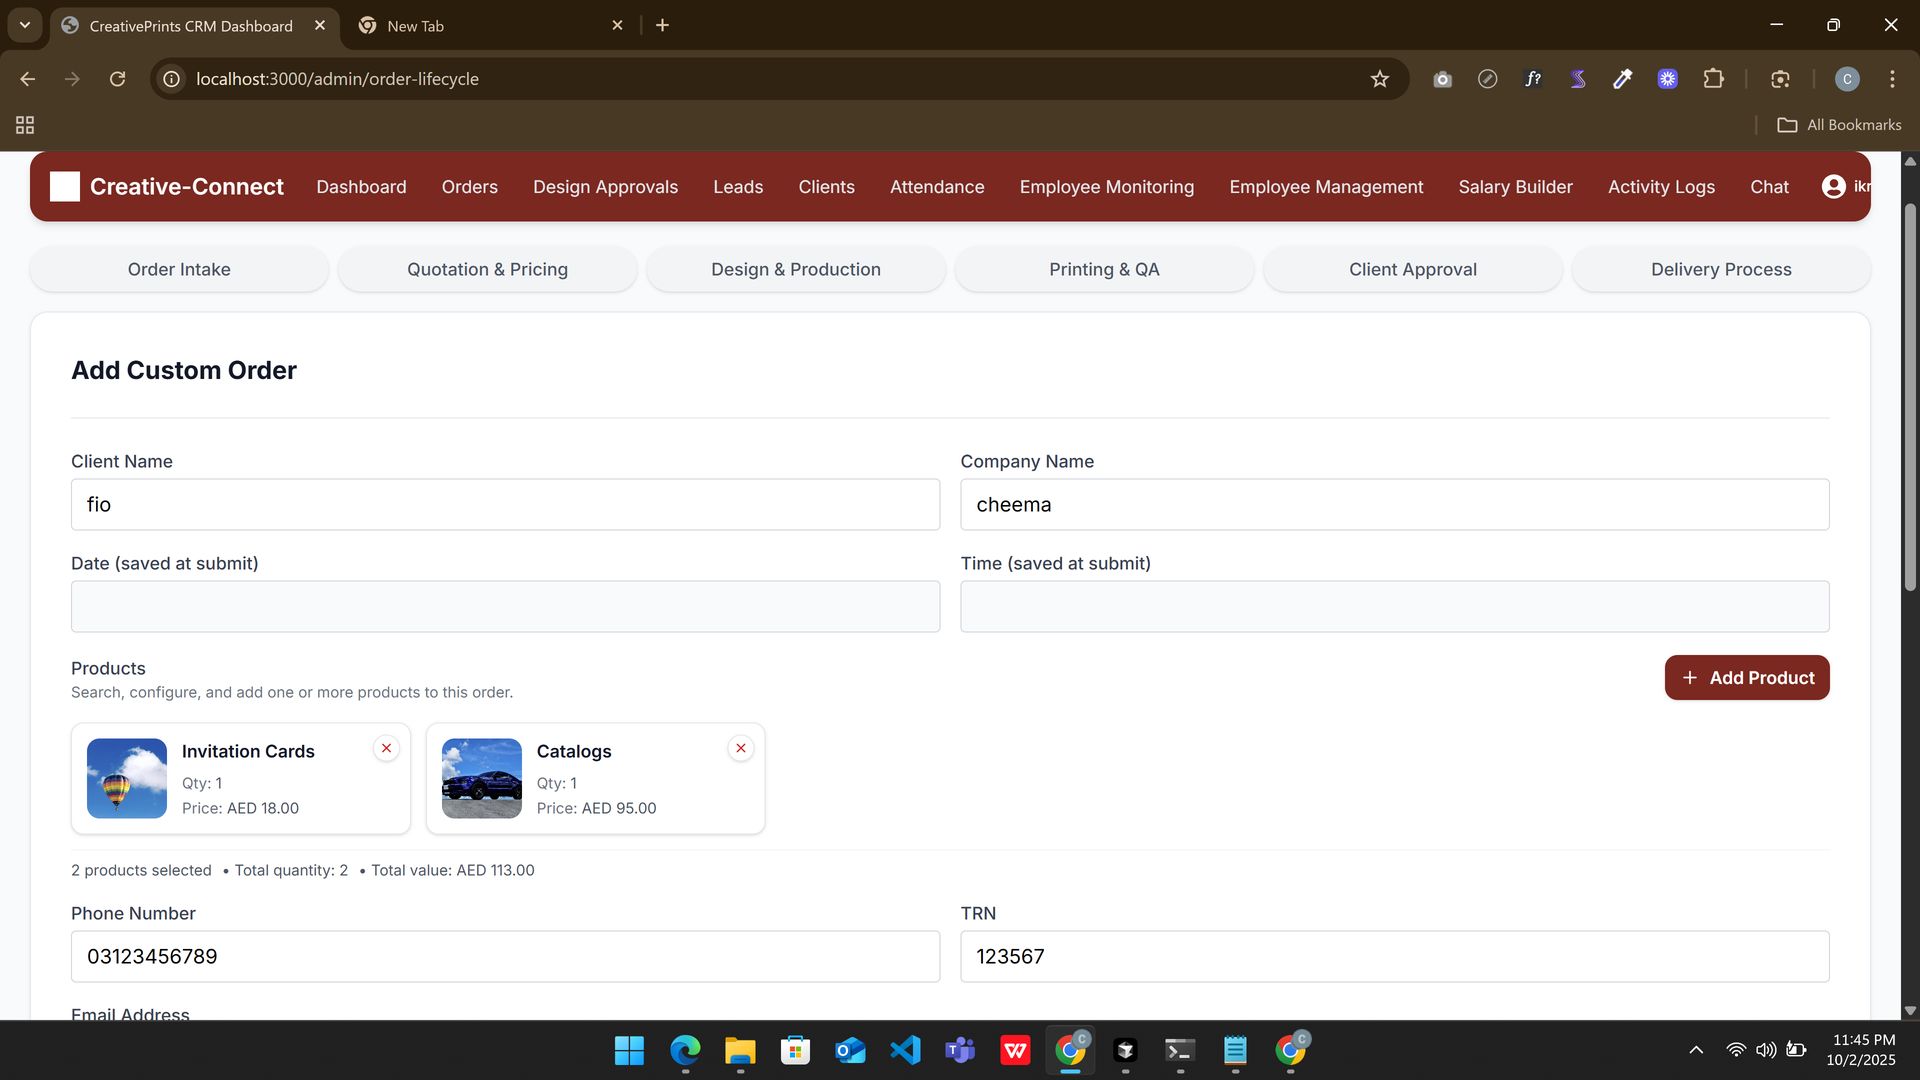 CreativePrints CRM Dashboard
New Tab
localhost:3000/admin/order-lifecycle
f?
C
All Bookmarks
Creative-Connect Dashboard Orders Design Approvals Leads Clients Attendance Employee Monitoring Employee Management Salary Builder Activity Logs Chat ikr
Order Intake Quotation & Pricing Design & Production Printing & QA Client Approval Delivery Process
Add Custom Order
Client Name Company Name
fio cheema
Date (saved at submit) Time (saved at submit)
Products
Search, configure, and add one or more products to this order.
+ Add Product
Invitation Cards
Qty: 1
Price: AED 18.00
Catalogs
Qty: 1
Price: AED 95.00
2 products selected • Total quantity: 2 • Total value: AED 113.00
Phone Number TRN
03123456789 123567
Email Address
11:45 PM
10/2/2025